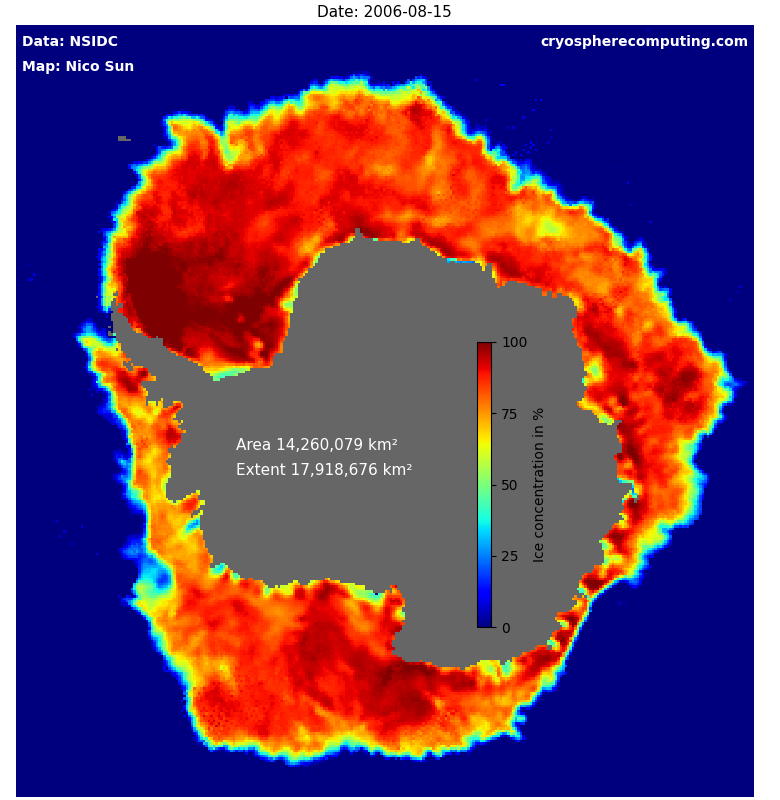 Date: 2006-08-15
Data: NSIDC
cryospherecomputing.com
Map: Nico Sun
100
75
50
25
0
Ice concentration in %
Area 14,260,079 km²
Extent 17,918,676 km²